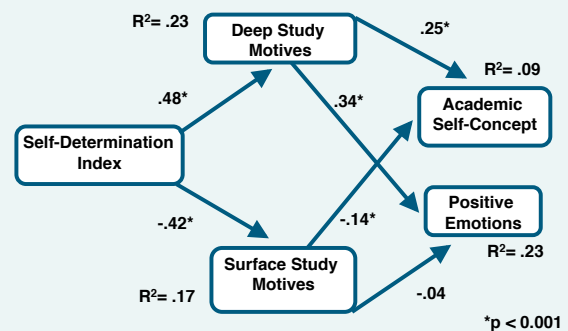 R²= .23
Deep Study
Motives
.25*
R²= .09
.48*
.34*
Academic
Self-Concept
Self-Determination
Index
-.42*
-.14*
Positive
Emotions
R²= .23
Surface Study
Motives
R²= .17
-.04
*p < 0.001